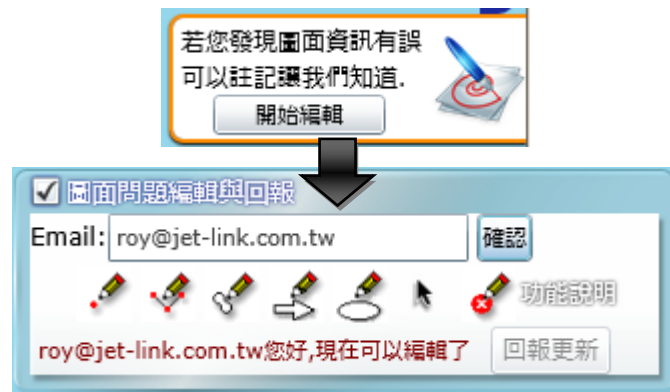 若您發現圖面資訊有誤
可以註記讓我們知道.
開始編輯
圖面問題編輯與回報
Email: roy@jet-link.com.tw 確認
功能說明
roy@jet-link.com.tw您好,現在可以編輯了 回報更新